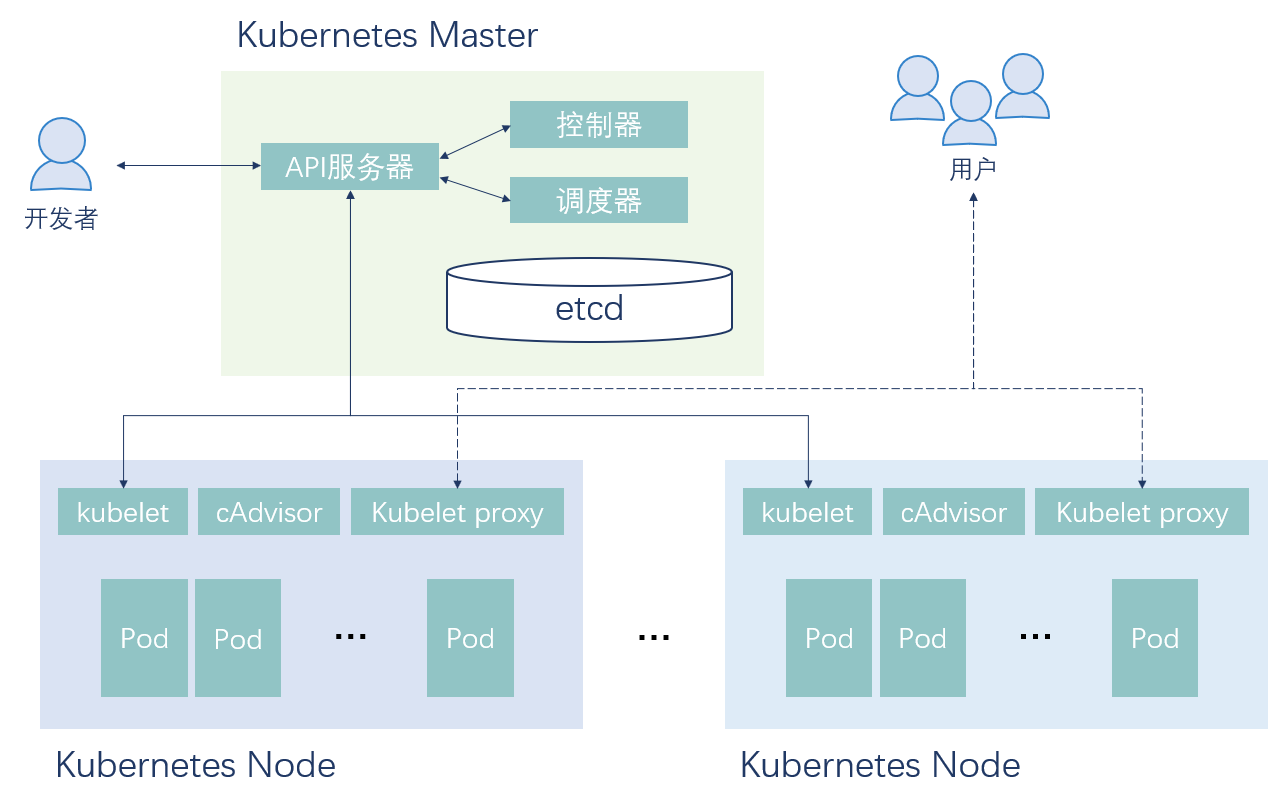 Kubernetes Master
控制器
API服务器
调度器
etcd
开发者
用户
kubelet
cAdvisor
Kubelet proxy
Pod
Pod
...
Pod
Kubernetes Node
...
kubelet
cAdvisor
Kubelet proxy
Pod
Pod
...
Pod
Kubernetes Node